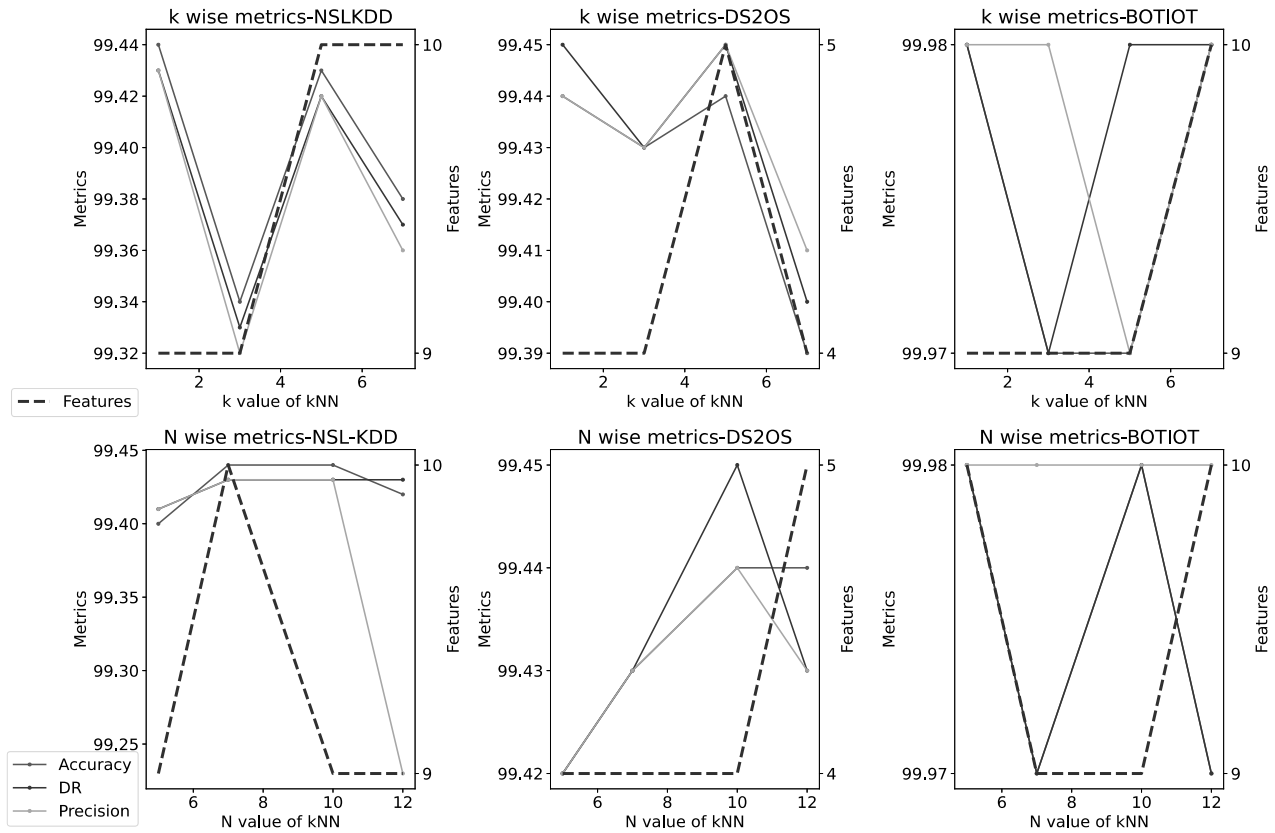 k wise metrics-NSLKDD
99.44
99.42
99.40
99.38
99.36
99.34
99.32
Metrics
10
9
Features
2 4 6
k value of kNN
k wise metrics-DS2OS
99.45
99.44
99.43
99.42
99.41
99.40
99.39
Metrics
5
4
Features
2 4 6
k value of kNN
k wise metrics-BOTIOT
99.98
99.97
Metrics
10
9
Features
2 4 6
k value of kNN
Features
N wise metrics-NSL-KDD
99.45
99.40
99.35
99.30
99.25
Metrics
10
9
Features
6 8 10 12
N value of kNN
N wise metrics-DS2OS
99.45
99.44
99.43
99.42
Metrics
5
4
Features
6 8 10 12
N value of kNN
N wise metrics-BOTIOT
99.98
99.97
Metrics
10
9
Features
6 8 10 12
N value of kNN
Accuracy
DR
Precision